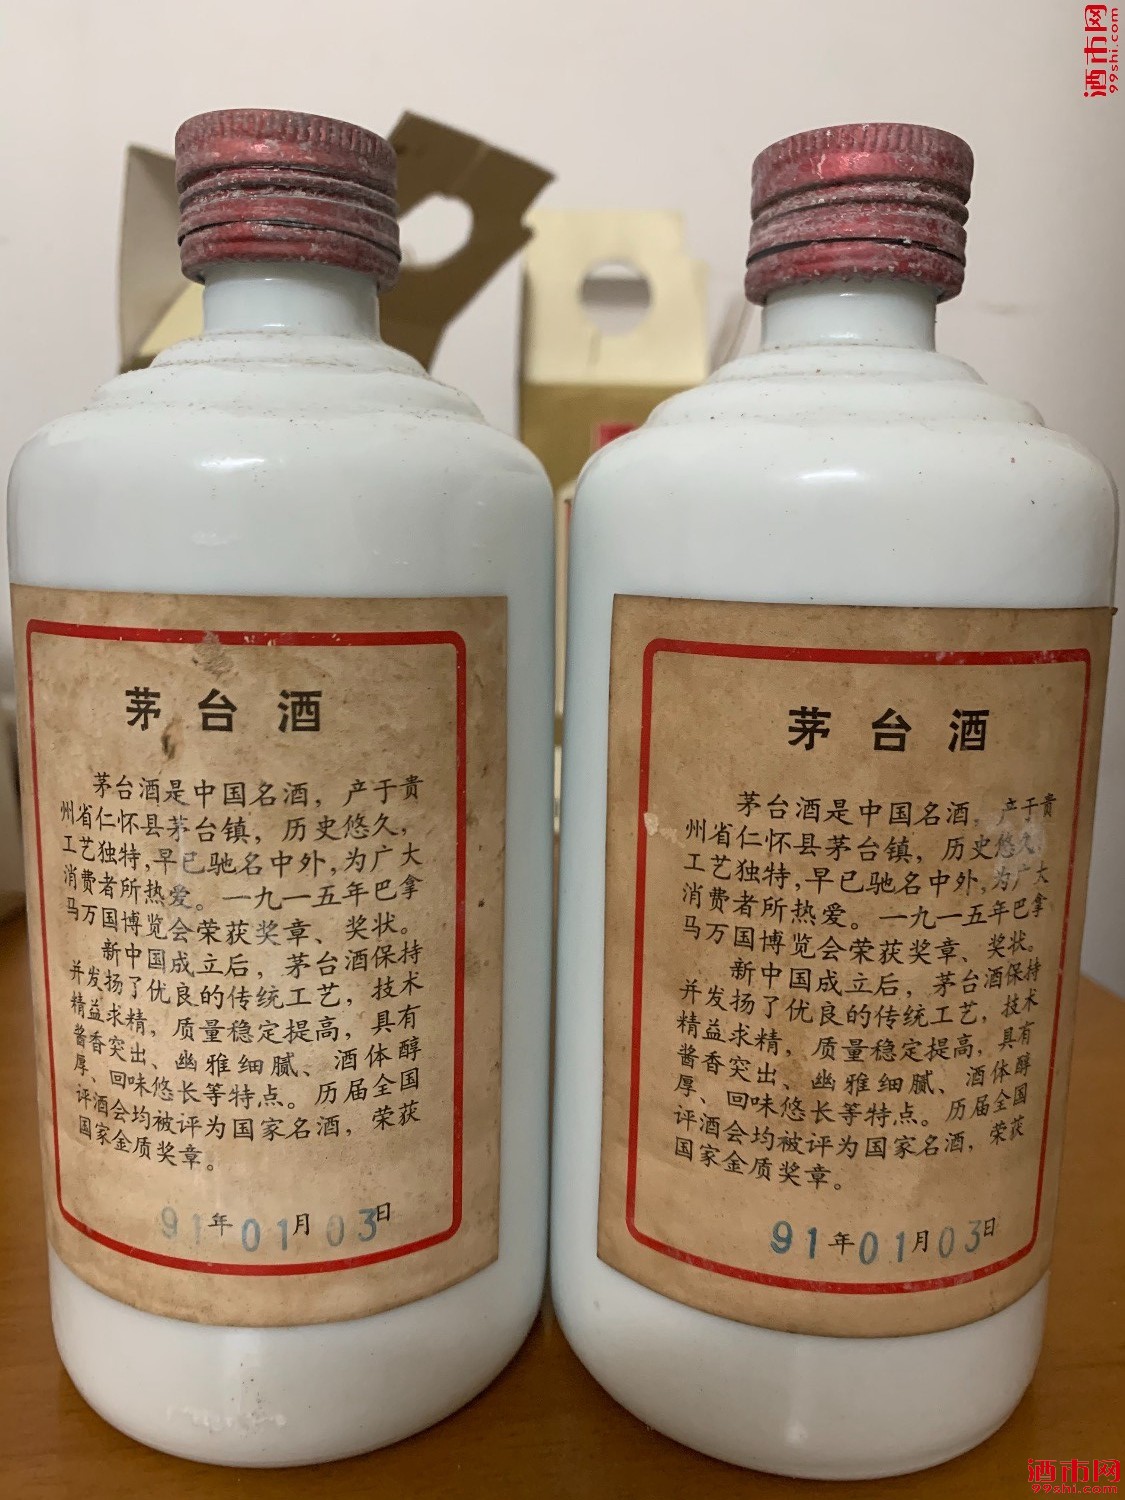 酒市网
99shi.com
茅台酒
茅台酒是中国名酒，产于贵
州省仁怀县茅台镇，历史悠久，
工艺独特，早已驰名中外，为广大
消费者所热爱。一九一五年巴拿
马万国博览会荣获奖章、奖状。
新中国成立后，茅台酒保持
并发扬了优良的传统工艺，技术
精益求精，质量稳定提高，具有
酱香突出、幽雅细腻、酒体醇
厚、回味悠长等特点。历届全国
评酒会均被评为国家名酒，荣获
国家金质奖章。
91年01月03日
茅台酒
茅台酒是中国名酒，产于贵
州省仁怀县茅台镇，历史悠久，
工艺独特，早已驰名中外，为广大
消费者所热爱。一九一五年巴拿
马万国博览会荣获奖章、奖状。
新中国成立后，茅台酒保持
并发扬了优良的传统工艺，技术
精益求精，质量稳定提高，具有
酱香突出、幽雅细腻、酒体醇
厚、回味悠长等特点。历届全国
评酒会均被评为国家名酒，荣获
国家金质奖章。
91年01月03日
酒市网
99shi.com